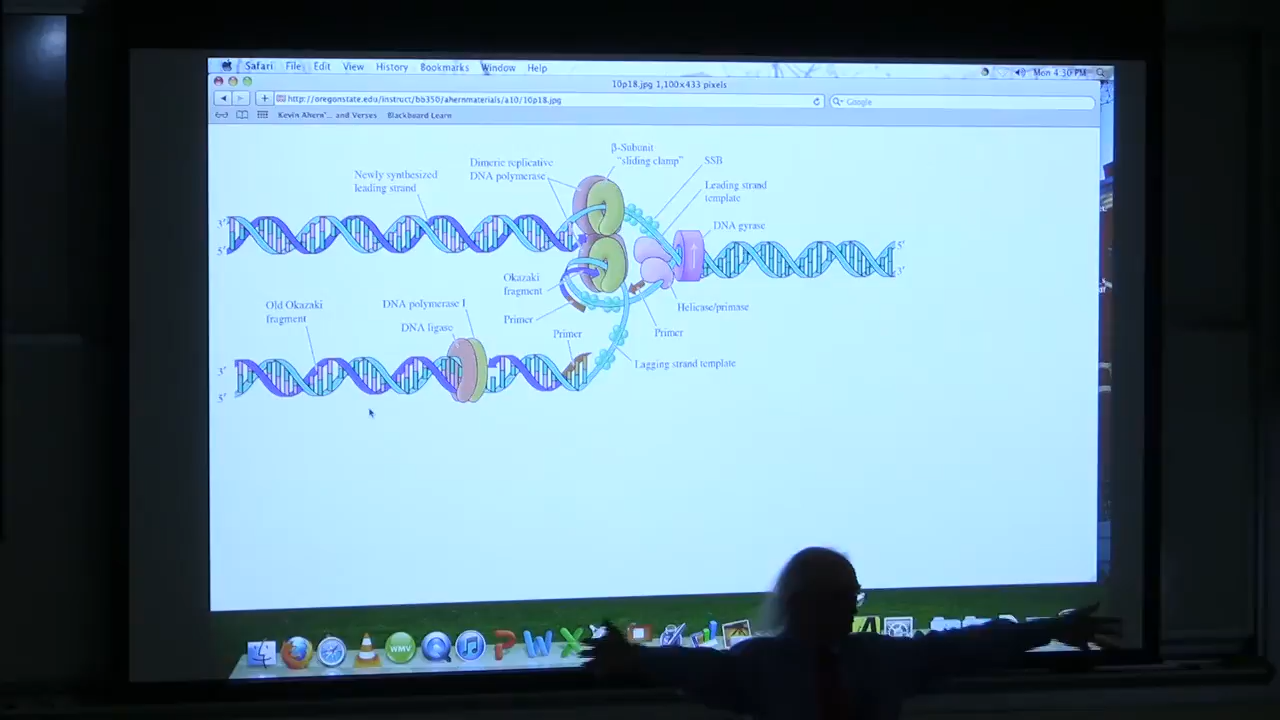 Safari File Edit View History Bookmarks Window Help
Mon 4:30 PM
10p18.jpg 1,100x433 pixels
http://oregonstate.edu/instruct/bb350/ahernmaterials/a10/10p18.jpg
Google
Kevin Ahern'... and Verses Blackboard Learn
β-Subunit
"sliding clamp"
Dimeric replicative
DNA polymerase
SSB
Newly synthesized
leading strand
Leading strand
template
DNA gyrase
3'
5'
5'
3'
Okazaki
fragment
Helicase/primase
Primer
Primer
Old Okazaki
fragment
DNA polymerase I
DNA ligase
Primer
Lagging strand template
3'
5'
WMV
P W X